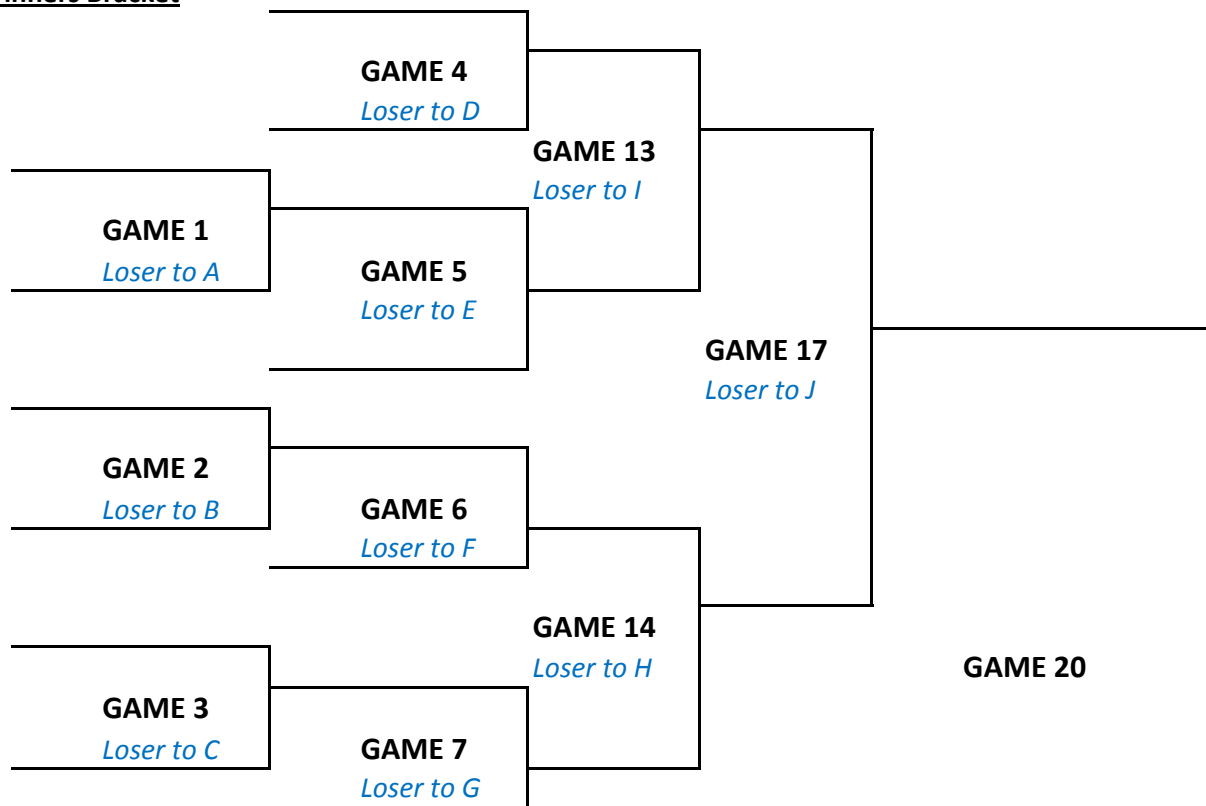 inners Bracket
GAME 4
Loser to D
GAME 13
Loser to I
GAME 1
Loser to A
GAME 5
Loser to E
GAME 17
Loser to J
GAME 2
Loser to B
GAME 6
Loser to F
GAME 14
Loser to H
GAME 20
GAME 3
Loser to C
GAME 7
Loser to G